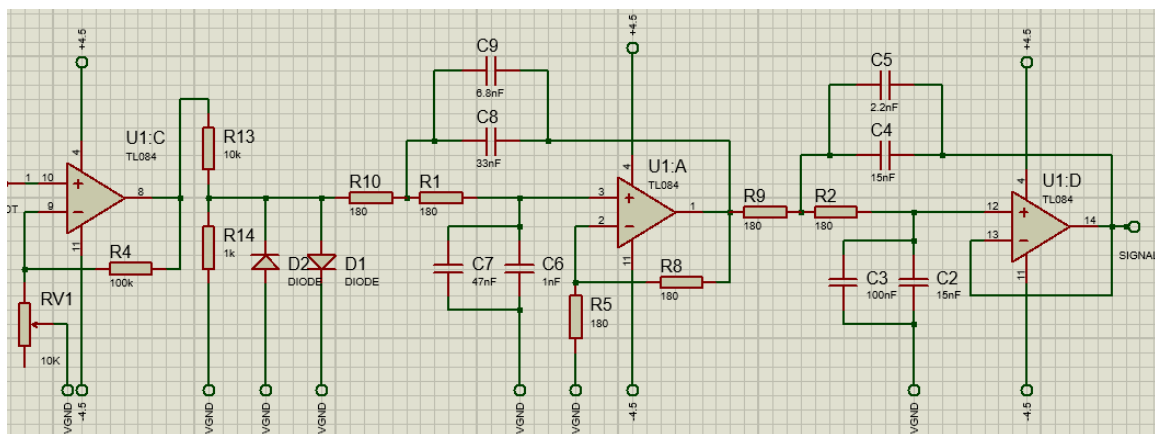 +4.5
U1:C
TL084
4
1
10
9
8
11
OT
R4
100k
RV1
10K
VGND
-4.5
R13
10k
R14
1k
VGND
D2
DIODE
VGND
D1
DIODE
VGND
R10
180
R1
180
C9
6.8nF
C8
33nF
C7
47nF
C6
1nF
VGND
+4.5
U1:A
TL084
4
3
2
1
11
R5
180
VGND
R8
180
-4.5
R9
180
R2
180
C5
2.2nF
C4
15nF
C3
100nF
C2
15nF
VGND
+4.5
U1:D
TL084
4
12
13
14
11
-4.5
SIGNAL